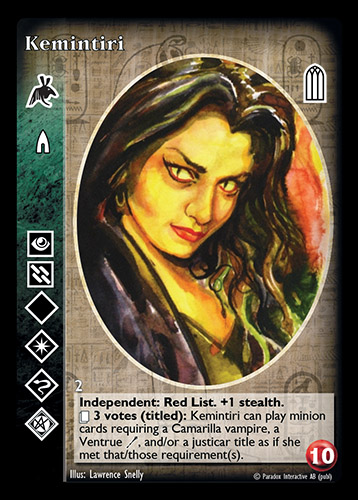 Kemintiri
2
Independent: Red List. +1 stealth.
3 votes (titled): Kemintiri can play minion
cards requiring a Camarilla vampire, a
Ventrue , and/or a justicar title as if she
met that/those requirement(s).
10
Illus: Lawrence Snelly
© Paradox Interactive AB (publ)